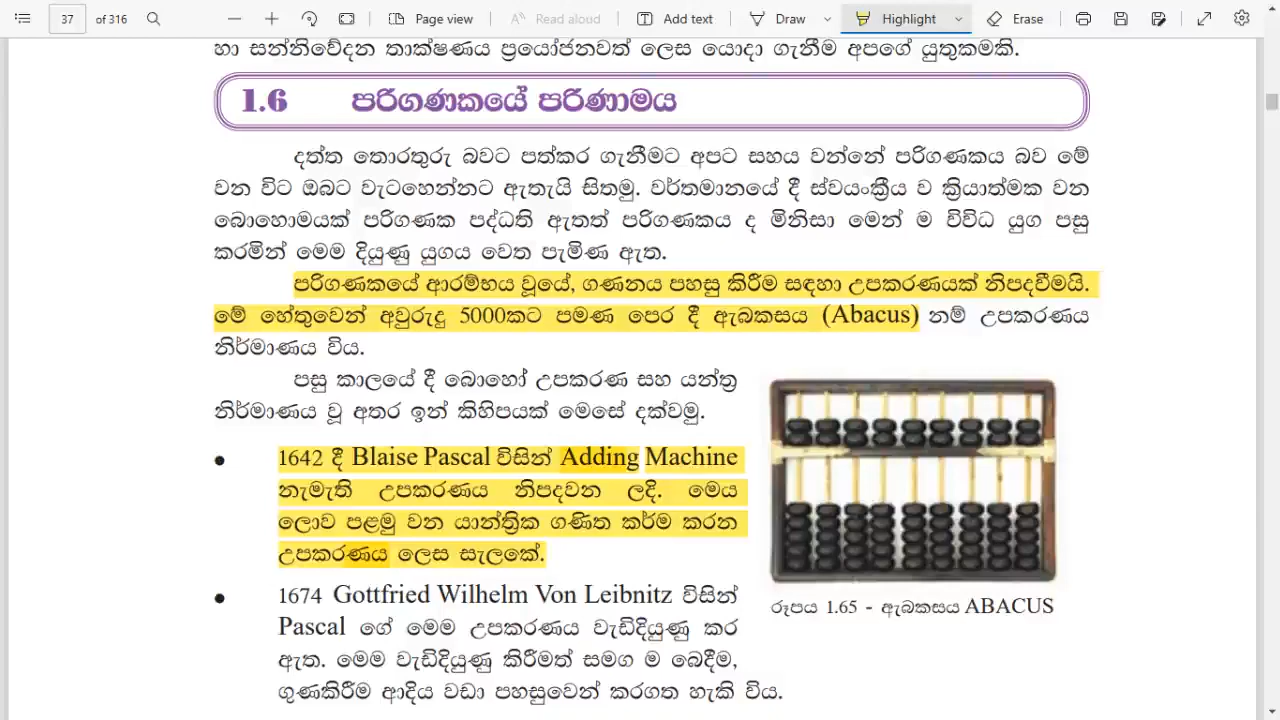 37 of 316 Page view Read aloud Add text Draw Highlight Erase
හා සන්නිවේදන තාක්ෂණය ප්‍රයෝජනවත් ලෙස යොදා ගැනීම අපගේ යුතුකමකි.
1.6 පරිගණකයේ පරිණාමය
දත්ත තොරතුරු බවට පත්කර ගැනීමට අපට සහය වන්නේ පරිගණකය බව මේ
වන විට ඔබට වැටහෙන්නට ඇතැයි සිතමු. වර්තමානයේ දී ස්වයංක්‍රීය ව ක්‍රියාත්මක වන
බොහොමයක් පරිගණක පද්ධති ඇතත් පරිගණකය ද මිනිසා මෙන් ම විවිධ යුග පසු
කරමින් මෙම දියුණු යුගය වෙත පැමිණ ඇත.
පරිගණකයේ ආරම්භය වූයේ, ගණනය පහසු කිරීම සඳහා උපකරණයක් නිපදවීමයි.
මේ හේතුවෙන් අවුරුදු 5000කට පමණ පෙර දී ඇබකසය (Abacus) නම් උපකරණය
නිර්මාණය විය.
පසු කාලයේ දී බොහෝ උපකරණ සහ යන්ත්‍ර
නිර්මාණය වූ අතර ඉන් කිහිපයක් මෙසේ දක්වමු.
● 1642 දී Blaise Pascal විසින් Adding Machine
නැමැති උපකරණය නිපදවන ලදි. මෙය
ලොව පළමු වන යාන්ත්‍රික ගණිත කර්ම කරන
උපකරණය ලෙස සැලකේ.
● 1674 Gottfried Wilhelm Von Leibnitz විසින්
Pascal ගේ මෙම උපකරණය වැඩිදියුණු කර
ඇත. මෙම වැඩිදියුණු කිරීමත් සමග ම බෙදීම,
ගුණකිරීම ආදිය වඩා පහසුවෙන් කරගත හැකි විය.
රූපය 1.65 - ඇබකසය ABACUS